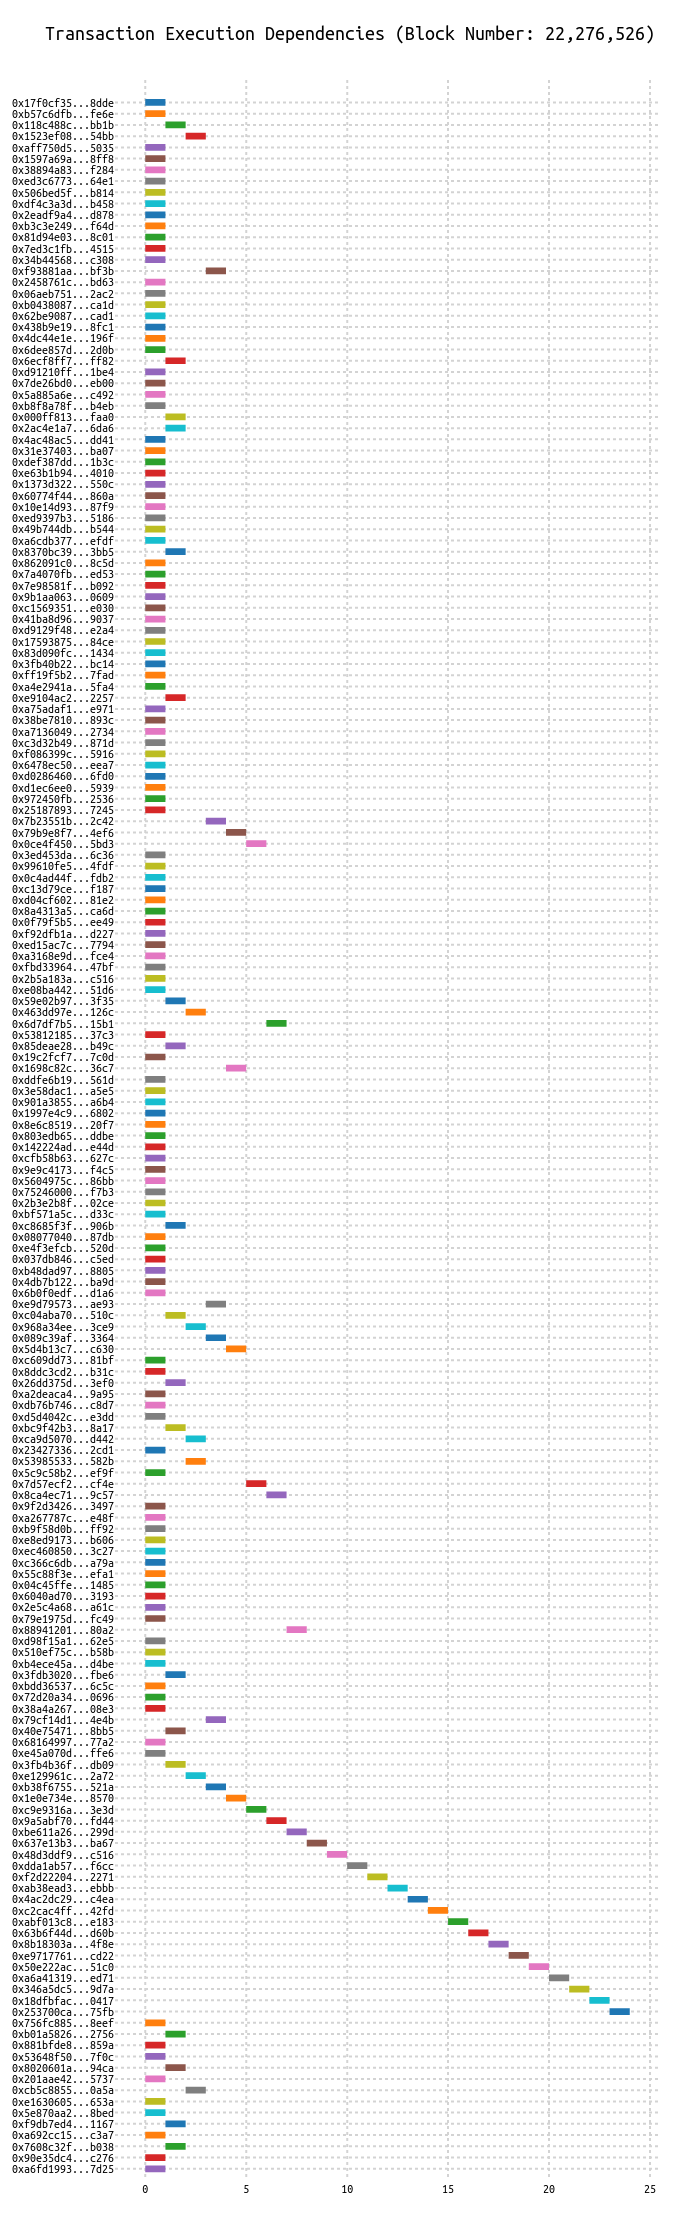 Transaction Execution Dependencies (Block Number: 22,276,526)
0x17f0cf35...8dde
0xb57c6dfb...fe6e
0x118c488c...bb1b
0x1523ef08...54bb
0xaff750d5...5035
0x1597a69a...8ff8
0x38894a83...f284
0xed3c6773...64e1
0x506bed5f...b814
0xdf4c3a3d...b458
0x2eadf9a4...d878
0xb3c3e249...f64d
0x81d94e03...8c01
0x7ed3c1fb...4515
0x34b44568...c308
0xf93881aa...bf3b
0x2458761c...bd63
0x06aeb751...2ac2
0xb0438087...ca1d
0x62be9087...cad1
0x438b9e19...8fc1
0x4dc44e1e...196f
0x6dee857d...2d0b
0x6ecf8ff7...ff82
0xd91210ff...1be4
0x7de26bd0...eb00
0x5a885a6e...c492
0xb8f8a78f...b4eb
0x000ff813...faa0
0x2ac4e1a7...6da6
0x4ac48ac5...dd41
0x31e37403...ba07
0xdef387dd...1b3c
0xe63b1b94...4010
0x1373d322...550c
0x60774f44...860a
0x10e14d93...87f9
0xed9397b3...5186
0x49b744db...b544
0xa6cdb377...efdf
0x8370bc39...3bb5
0x862091c0...8c5d
0x7a4070fb...ed53
0x7e98581f...b092
0x9b1aa063...0609
0xc1569351...e030
0x41ba8d96...9037
0xd9129f48...e2a4
0x17593875...84ce
0x83d090fc...1434
0x3fb40b22...bc14
0xff19f5b2...7fad
0xa4e2941a...5fa4
0xe9104ac2...2257
0xa75adaf1...e971
0x38be7810...893c
0xa7136049...2734
0xc3d32b49...871d
0xf086399c...5916
0x6478ec50...eea7
0xd0286460...6fd0
0xd1ec6ee0...5939
0x972450fb...2536
0x25187893...7245
0x7b23551b...2c42
0x79b9e8f7...4ef6
0x0ce4f450...5bd3
0x3ed453da...6c36
0x99610fe5...4fdf
0x0c4ad44f...fdb2
0xc13d79ce...f187
0xd04cf602...81e2
0x8a4313a5...ca6d
0x0f79f5b5...ee49
0xf92dfb1a...d227
0xed15ac7c...7794
0xa3168e9d...fce4
0xfbd33964...47bf
0x2b5a183a...c516
0xe08ba442...51d6
0x59e02b97...3f35
0x463dd97e...126c
0x6d7df7b5...15b1
0x53812185...37c3
0x85deae28...b49c
0x19c2fcf7...7c0d
0x1698c82c...36c7
0xddfe6b19...561d
0x3e58dac1...a5e5
0x901a3855...a6b4
0x1997e4c9...6802
0x8e6c8519...20f7
0x803edb65...ddbe
0x142224ad...e44d
0xcfb58b63...627c
0x9e9c4173...f4c5
0x5604975c...86bb
0x75246000...f7b3
0x2b3e2b8f...02ce
0xbf571a5c...d33c
0xc8685f3f...906b
0x08077040...87db
0xe4f3efcb...520d
0x037db846...c5ed
0xb48dad97...8805
0x4db7b122...ba9d
0x6b0f0edf...d1a6
0xe9d79573...ae93
0xc04aba70...510c
0x968a34ee...3ce9
0x089c39af...3364
0x5d4b13c7...c630
0xc609dd73...81bf
0x8ddc3cd2...b31c
0x26dd375d...3ef0
0xa2deaca4...9a95
0xdb76b746...c8d7
0xd5d4042c...e3dd
0xbc9f42b3...8a17
0xca9d5070...d442
0x23427336...2cd1
0x53985533...582b
0x5c9c58b2...ef9f
0x7d57ecf2...cf4e
0x8ca4ec71...9c57
0x9f2d3426...3497
0xa267787c...e48f
0xb9f58d0b...ff92
0xe8ed9173...b606
0xec460850...3c27
0xc366c6db...a79a
0x55c88f3e...efa1
0x04c45ffe...1485
0x6040ad70...3193
0x2e5c4a68...a61c
0x79e1975d...fc49
0x88941201...80a2
0xd98f15a1...62e5
0x510ef75c...b58b
0xb4ece45a...d4be
0x3fdb3020...fbe6
0xbdd36537...6c5c
0x72d20a34...0696
0x38a4a267...08e3
0x79cf14d1...4e4b
0x40e75471...8bb5
0x68164997...77a2
0xe45a070d...ffe6
0x3fb4b36f...db09
0xe129961c...2a72
0xb38f6755...521a
0x1e0e734e...8570
0xc9e9316a...3e3d
0x9a5abf70...fd44
0xbe611a26...299d
0x637e13b3...ba67
0x48d3ddf9...c516
0xdda1ab57...f6cc
0xf2d22204...2271
0xab38ead3...ebbb
0x4ac2dc29...c4ea
0xc2cac4ff...42fd
0xabf013c8...e183
0x63b6f44d...d60b
0x8b18303a...4f8e
0xe9717761...cd22
0x50e222ac...51c0
0xa6a41319...ed71
0x346a5dc5...9d7a
0x18dfbfac...0417
0x253700ca...75fb
0x756fc885...8eef
0xb01a5826...2756
0x881bfde8...859a
0x53648f50...7f0c
0x8020601a...94ca
0x201aae42...5737
0xcb5c8855...0a5a
0xe1630605...653a
0x5e870aa2...8bed
0xf9db7ed4...1167
0xa692cc15...c3a7
0x7608c32f...b038
0x90e35dc4...c276
0xa6fd1993...7d25
0 5 10 15 20 25